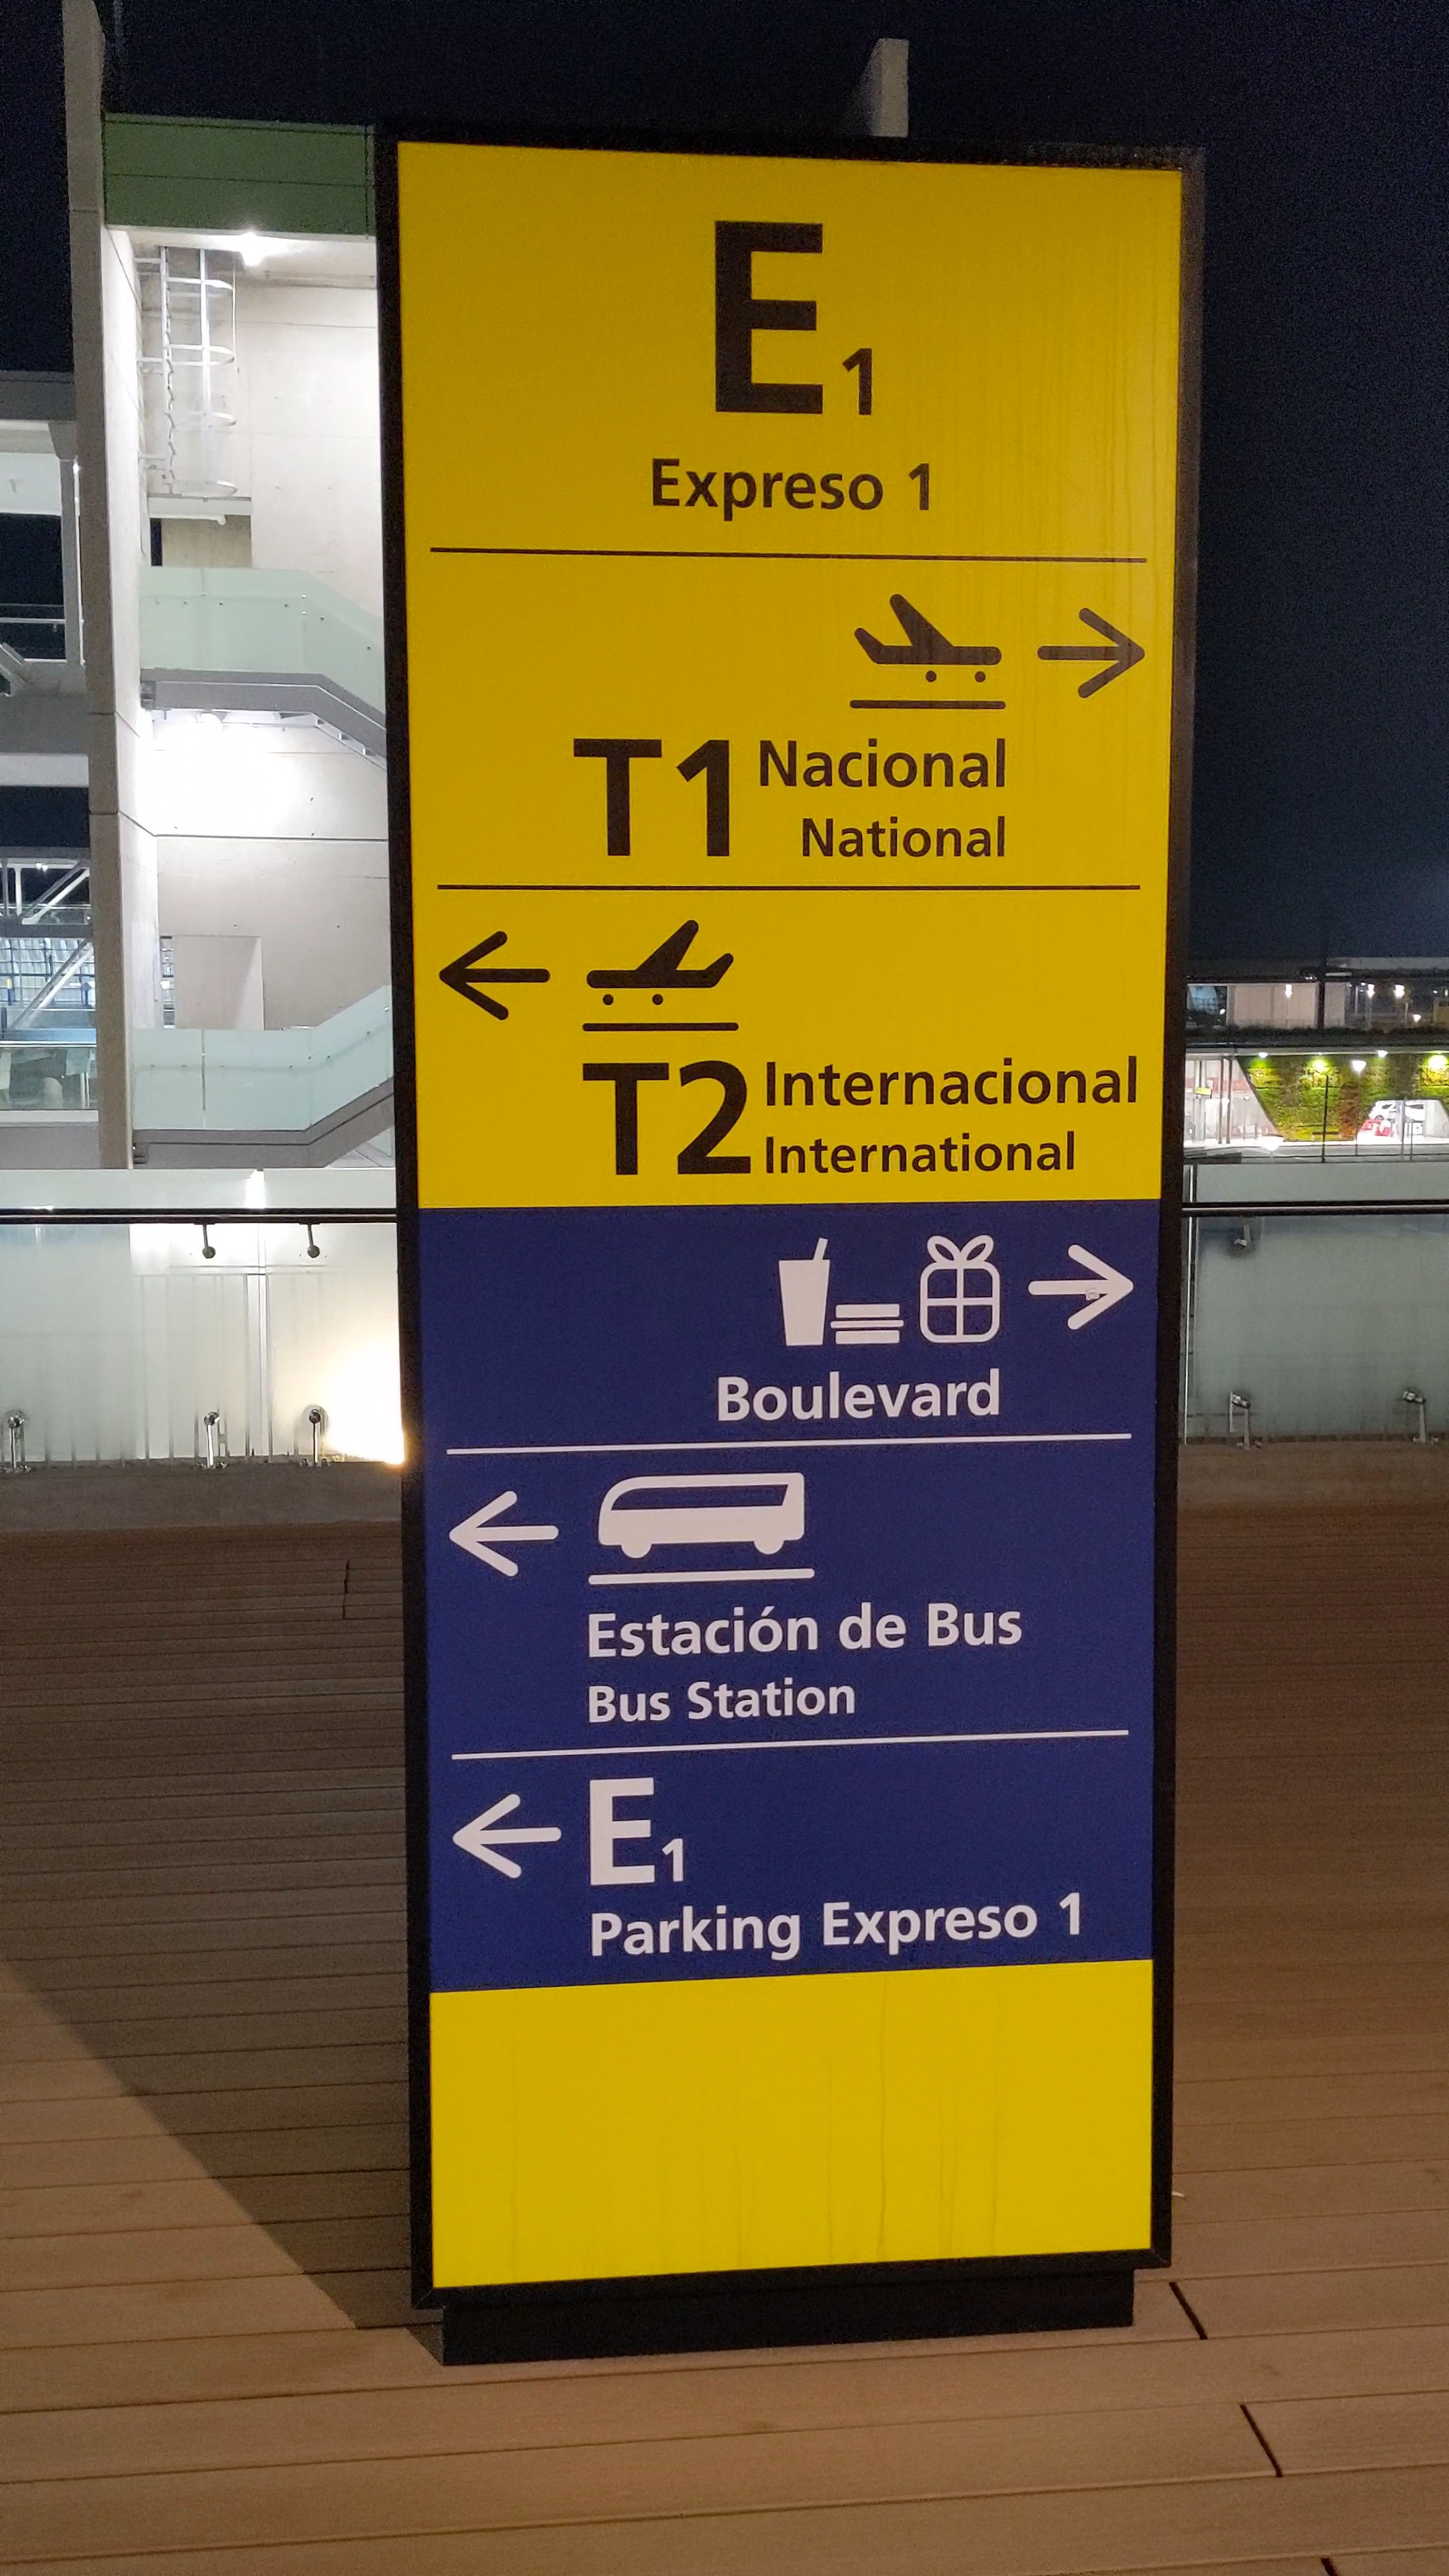 E1
Expreso 1
T1 Nacional
National
T2 Internacional
International
Boulevard
Estación de Bus
Bus Station
E1
Parking Expreso 1